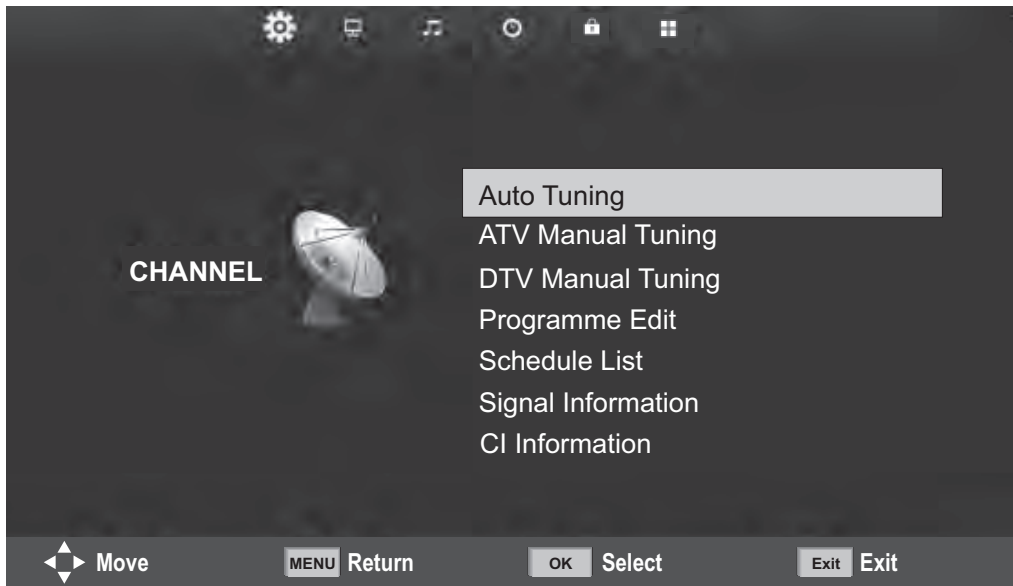 Auto Tuning
ATV Manual Tuning
CHANNEL
DTV Manual Tuning
Programme Edit
Schedule List
Signal Information
CI Information
Move MENU Return OK Select Exit Exit